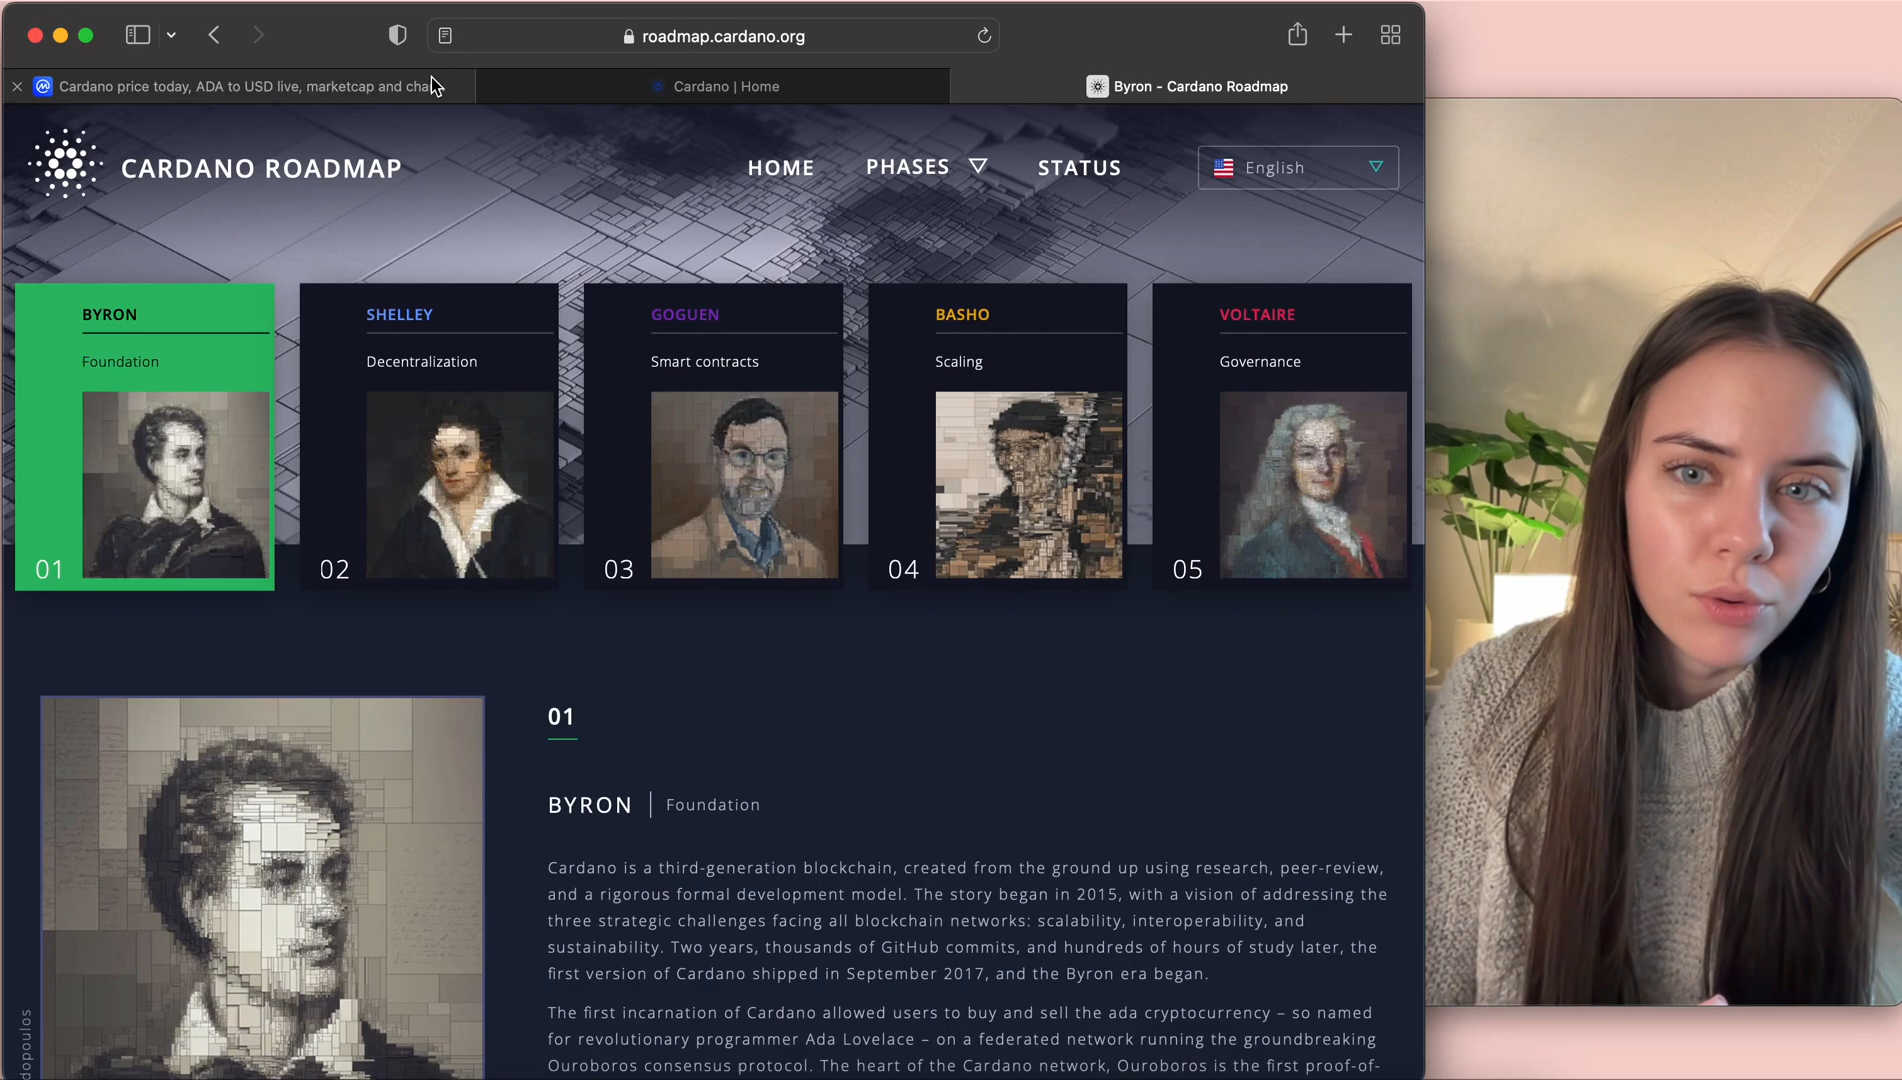 roadmap.cardano.org
Cardano price today, ADA to USD live, marketcap and cha
Cardano | Home
Byron - Cardano Roadmap
CARDANO ROADMAP
HOME
PHASES
STATUS
English
BYRON
Foundation
01
SHELLEY
Decentralization
02
GOGUEN
Smart contracts
03
BASHO
Scaling
04
VOLTAIRE
Governance
05
01
BYRON
Foundation
Cardano is a third-generation blockchain, created from the ground up using research, peer-review,
and a rigorous formal development model. The story began in 2015, with a vision of addressing the
three strategic challenges facing all blockchain networks: scalability, interoperability, and
sustainability. Two years, thousands of GitHub commits, and hundreds of hours of study later, the
first version of Cardano shipped in September 2017, and the Byron era began.
The first incarnation of Cardano allowed users to buy and sell the ada cryptocurrency – so named
for revolutionary programmer Ada Lovelace – on a federated network running the groundbreaking
Ouroboros consensus protocol. The heart of the Cardano network, Ouroboros is the first proof-of-
dopoulos